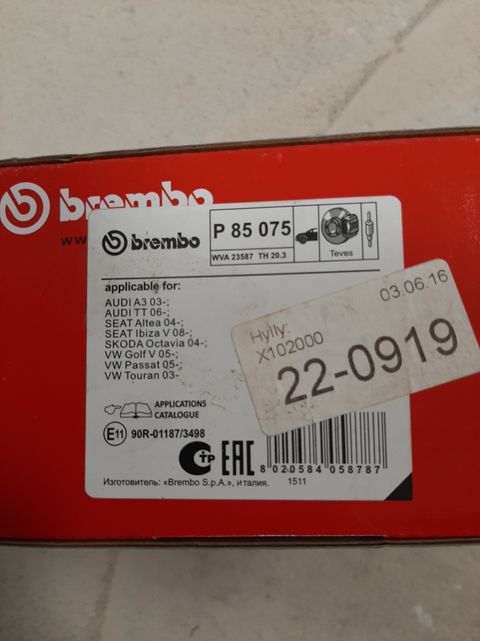 brembo
brembo
P 85 075
WVA 23587 TH 20.3
Teves
applicable for:
AUDI A3 03-;
AUDI TT 06-;
SEAT Altea 04-;
SEAT Ibiza V 08-;
SKODA Octavia 04-;
VW Golf V 05-;
VW Passat 05-;
VW Touran 03-
Hylly:
X102000
03.06.16
22-0919
APPLICATIONS
CATALOGUE
E11 90R-01187/3498
EAC
8 020584 058787
Изготовитель: «Brembo S.p.A.», италия.
1511